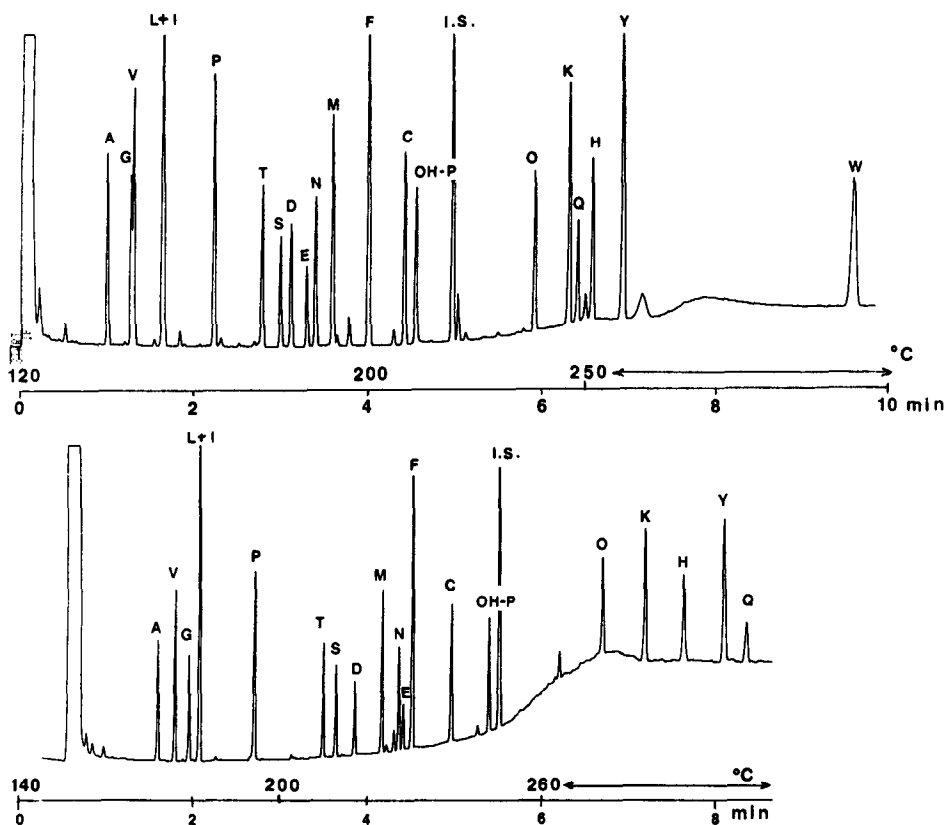 L+I F I.S. Y
V P K
M
A C H
G OH-P O W
T N
S D Q
E
120 200 250 °C
0 2 4 6 8 10 min
L+I
F I.S.
P Y
V M K
A G T N C OH-P O H
S D E Q
140 200 260 °C
0 2 4 6 8 min